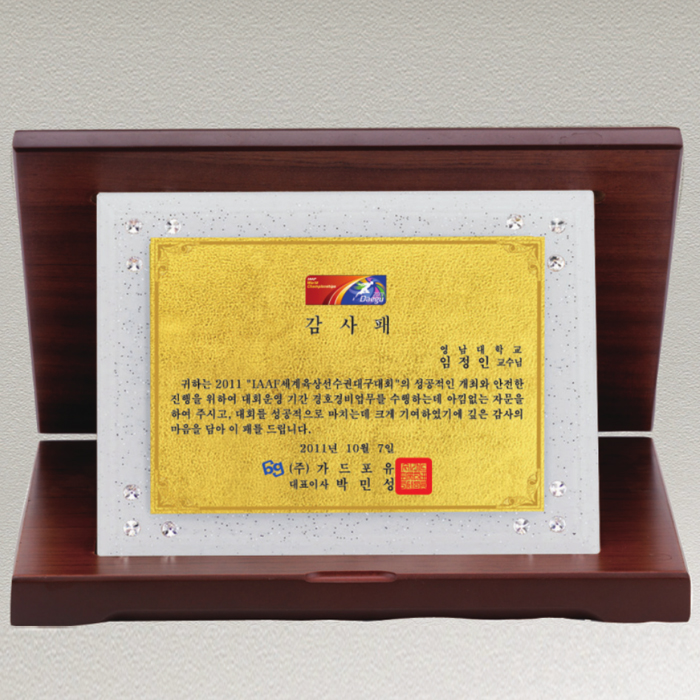 IAAF
World
Championships
Daegu
감 사 패
영 남 대 학 교
임 정 인 교수님
귀하는 2011 "IAAF세계육상선수권대구대회"의 성공적인 개최와 안전한
진행을 위하여 대회운영 기간 경호경비업무를 수행하는데 아낌없는 자문을
하여 주시고, 대회를 성공적으로 마치는데 크게 기여하였기에 깊은 감사의
마음을 담아 이 패를 드립니다.
2011년 10월 7일
(주) 가 드 포 유
대표이사 박 민 성